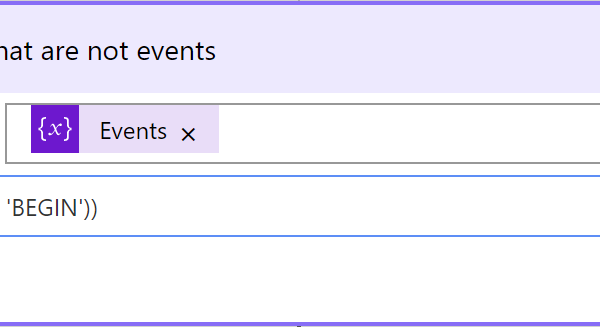 hat are not events
{x} Events ×
'BEGIN'))